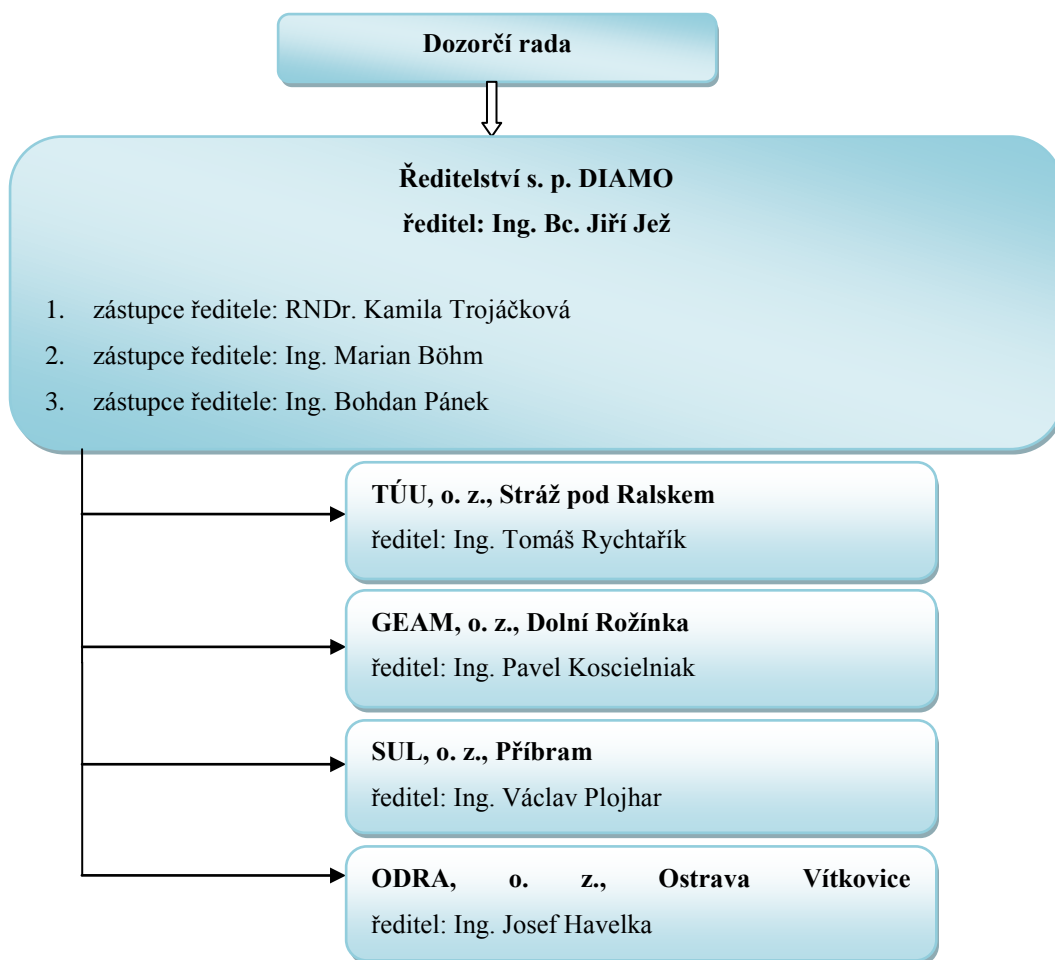 Dozorčí rada
Ředitelství s. p. DIAMO
ředitel: Ing. Bc. Jiří Jež
1. zástupce ředitele: RNDr. Kamila Trojáčková
2. zástupce ředitele: Ing. Marian Böhm
3. zástupce ředitele: Ing. Bohdan Pánek
TÚU, o. z., Stráž pod Ralskem
ředitel: Ing. Tomáš Rychtařík
GEAM, o. z., Dolní Rožínka
ředitel: Ing. Pavel Koscielniak
SUL, o. z., Příbram
ředitel: Ing. Václav Plojhar
ODRA, o. z., Ostrava Vítkovice
ředitel: Ing. Josef Havelka